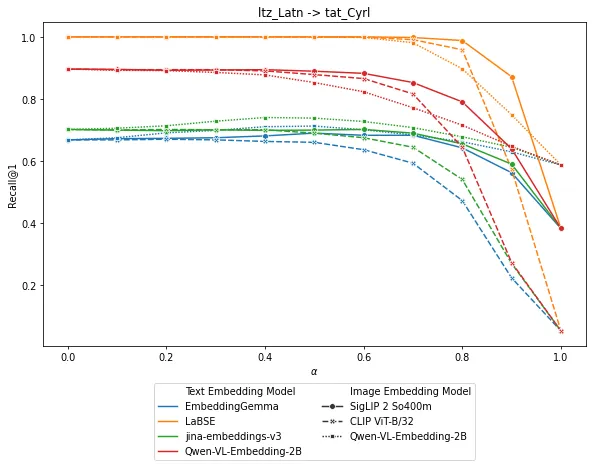 ltz_Latn -> tat_Cyrl
Recall@1
1.0
0.8
0.6
0.4
0.2
0.0 0.2 0.4 0.6 0.8 1.0
α
Text Embedding Model
EmbeddingGemma
LaBSE
jina-embeddings-v3
Qwen-VL-Embedding-2B
Image Embedding Model
SigLIP 2 So400m
CLIP ViT-B/32
Qwen-VL-Embedding-2B